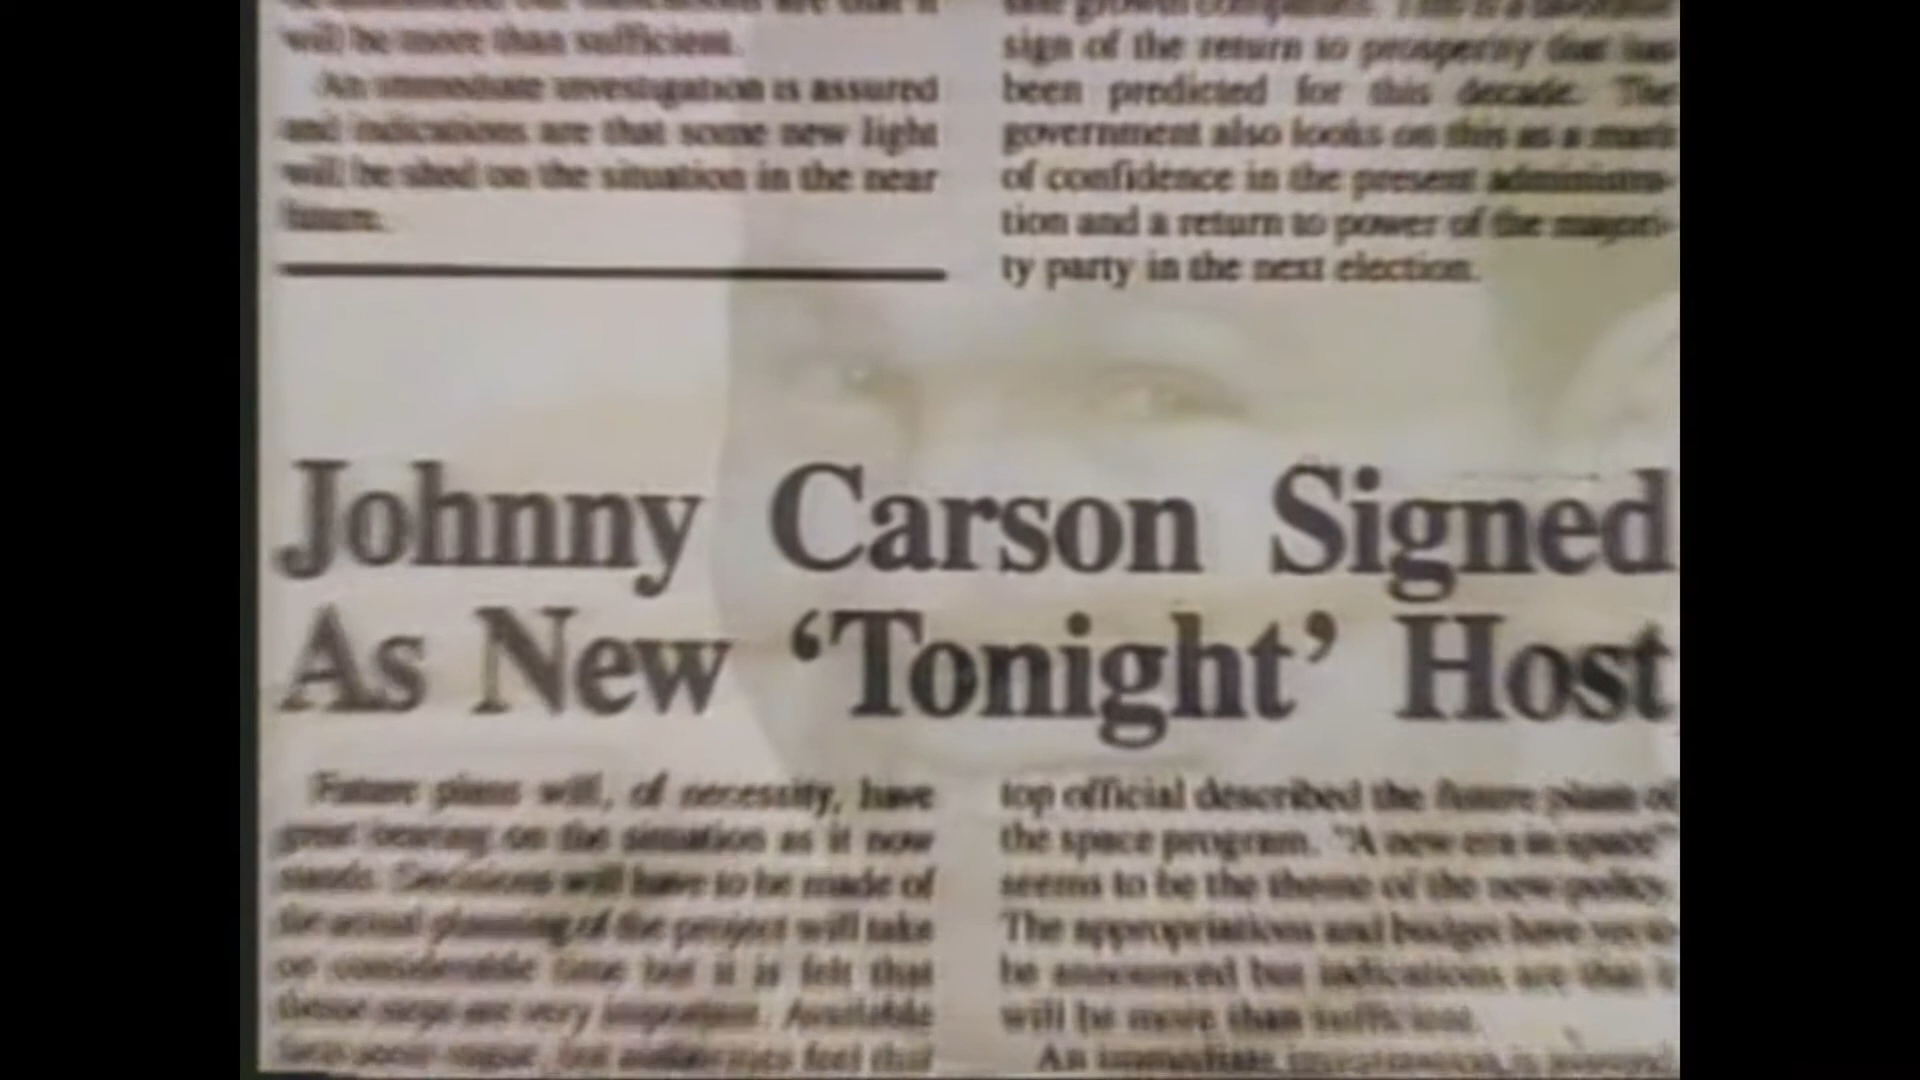 will be more than sufficient.
An immediate investigation is assured
and indications are that some new light
will be shed on the situation in the near
future.
sign of the return to prosperity that has
been predicted for this decade. The
government also looks on this as a mark
of confidence in the present administra-
tion and a return to power of the majori-
ty party in the next election.
Johnny Carson Signed
As New ‘Tonight’ Host
Future plans will, of necessity, have
great bearing on the situation as it now
stands. Decisions will have to be made of
the actual planning of the project will take
on considerable time but it is felt that
these steps are very important. Available
feel that
top official described the future plans of
the space program. "A new era in space"
seems to be the theme of the new policy.
The appropriations and budget have yet to
be announced but indications are that it
will be more than sufficient.
An immediate investigation is assured